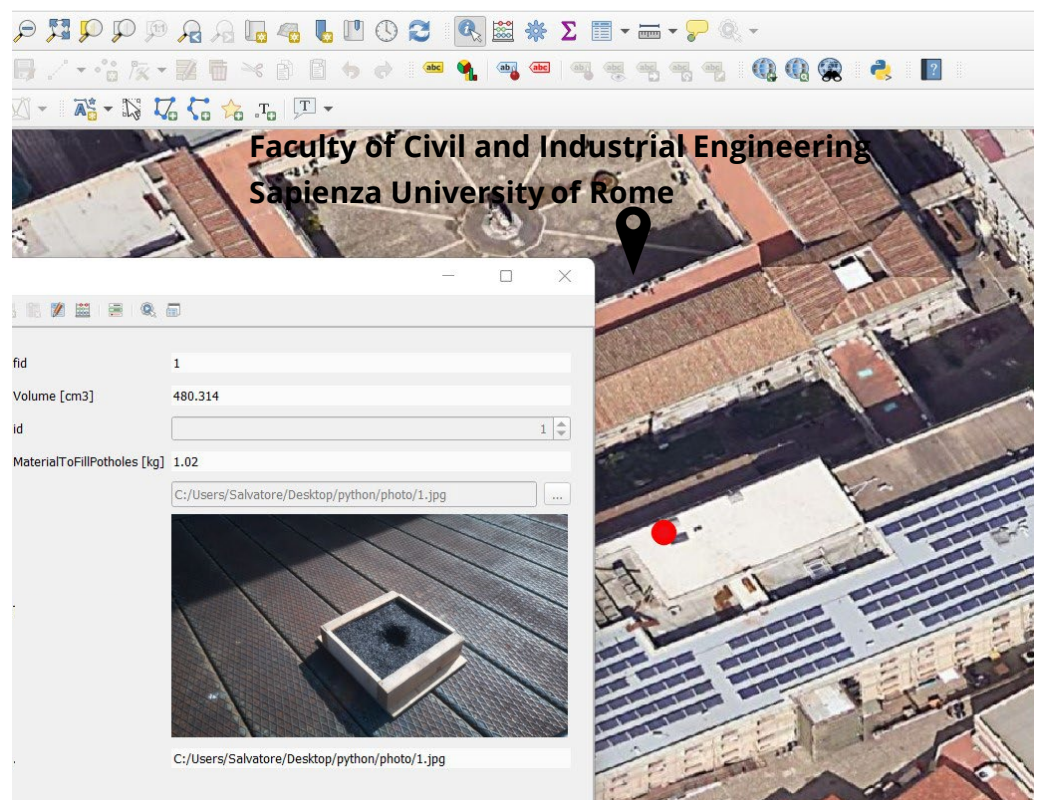 Faculty of Civil and Industrial Engineering
Sapienza University of Rome
fid 1
Volume [cm3] 480.314
id 1
MaterialToFillPotholes [kg] 1.02
C:/Users/Salvatore/Desktop/python/photo/1.jpg ...
C:/Users/Salvatore/Desktop/python/photo/1.jpg